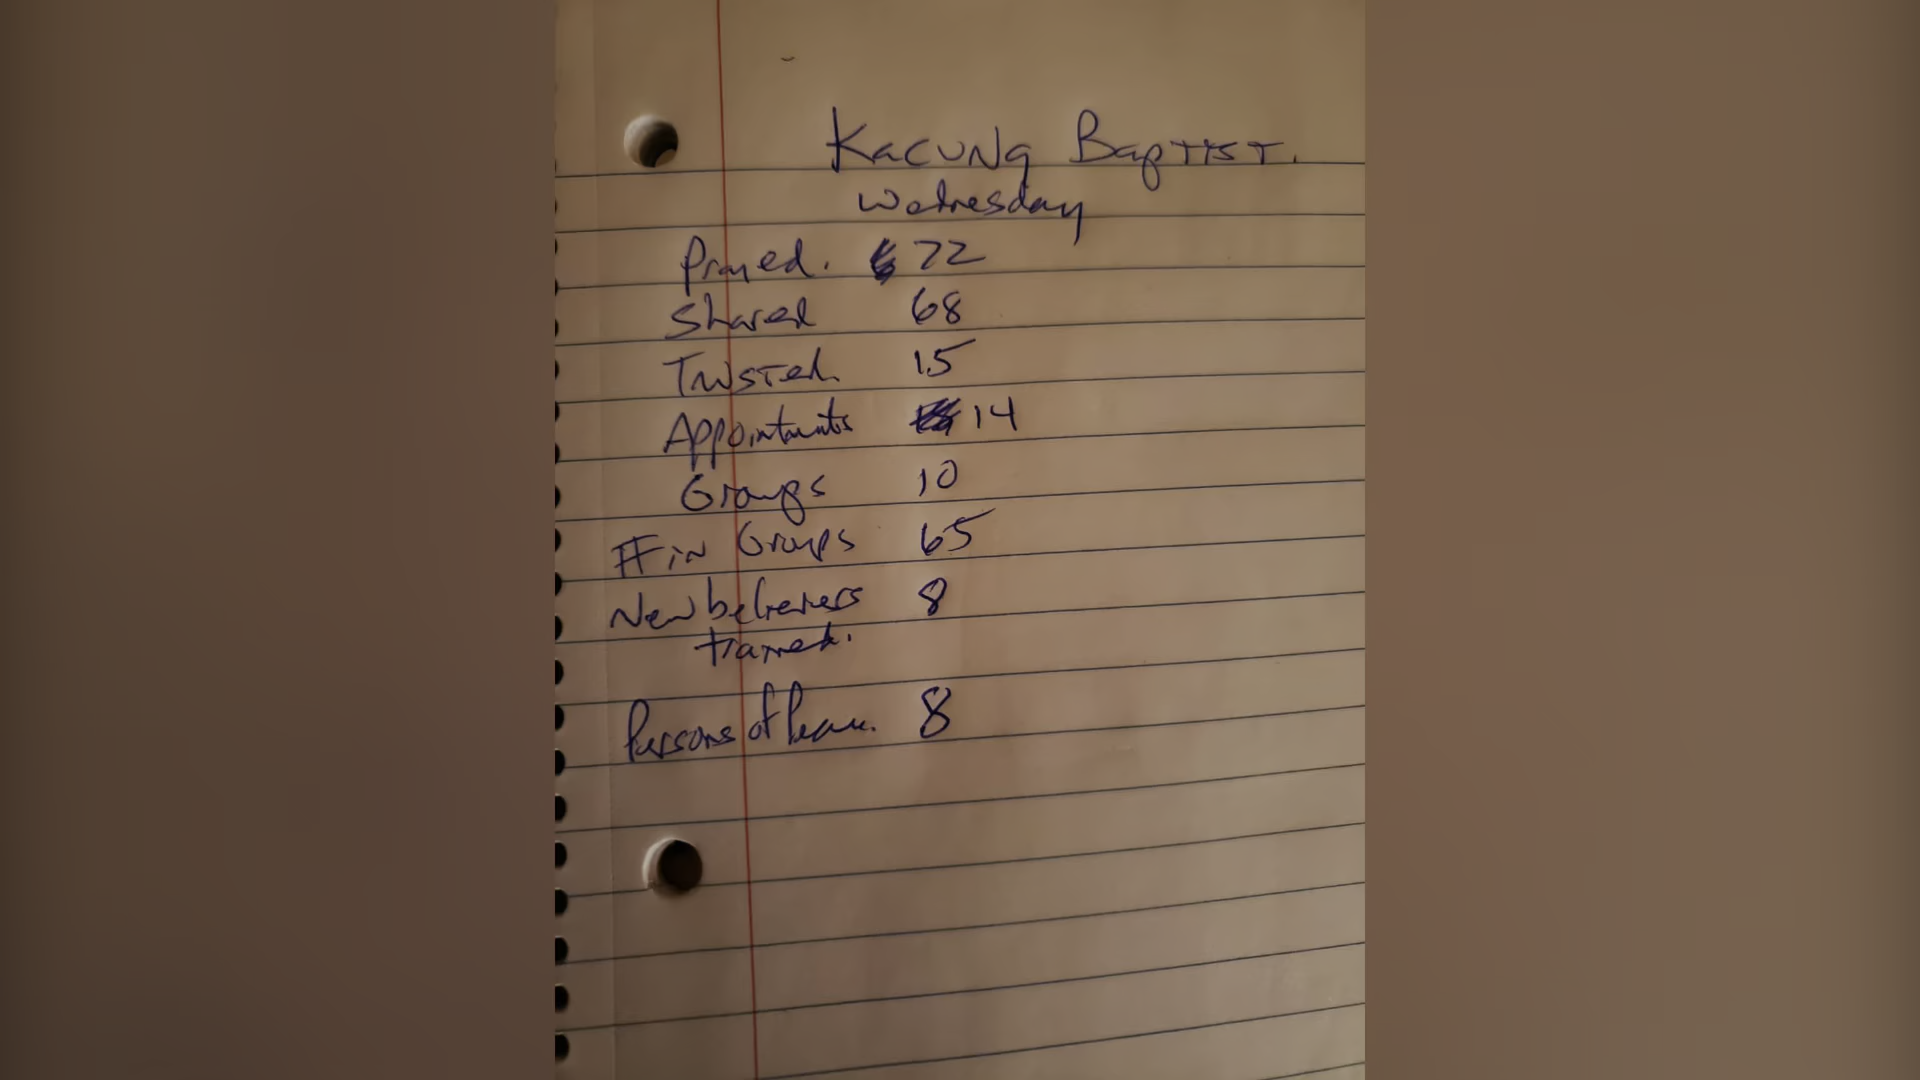 Kacung Baptist.
Wednesday
Prayed. 72
Shared 68
Trusted. 15
Appointments 14
Groups 10
# in Groups 65
New believers 8
trained.
Persons of Peace. 8